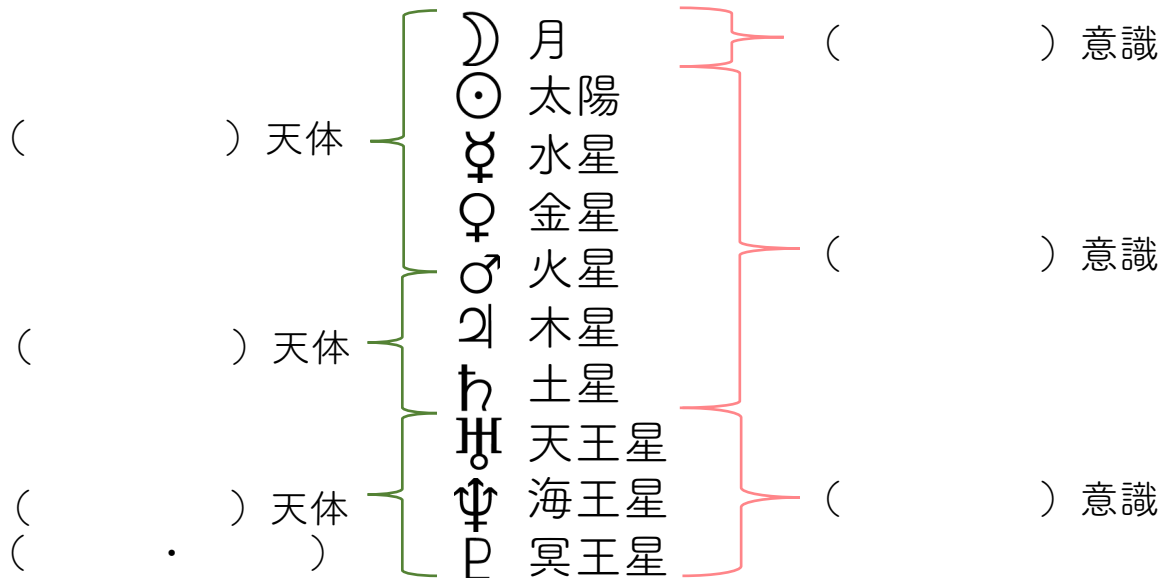 ☽ 月
（　　　）意識
☉ 太陽
（　　　）天体
☿ 水星
♀ 金星
（　　　）意識
♂ 火星
♃ 木星
（　　　）天体
♄ 土星
♅ 天王星
（　　　）天体
♆ 海王星
（　　　）意識
（　　・　　）
♇ 冥王星